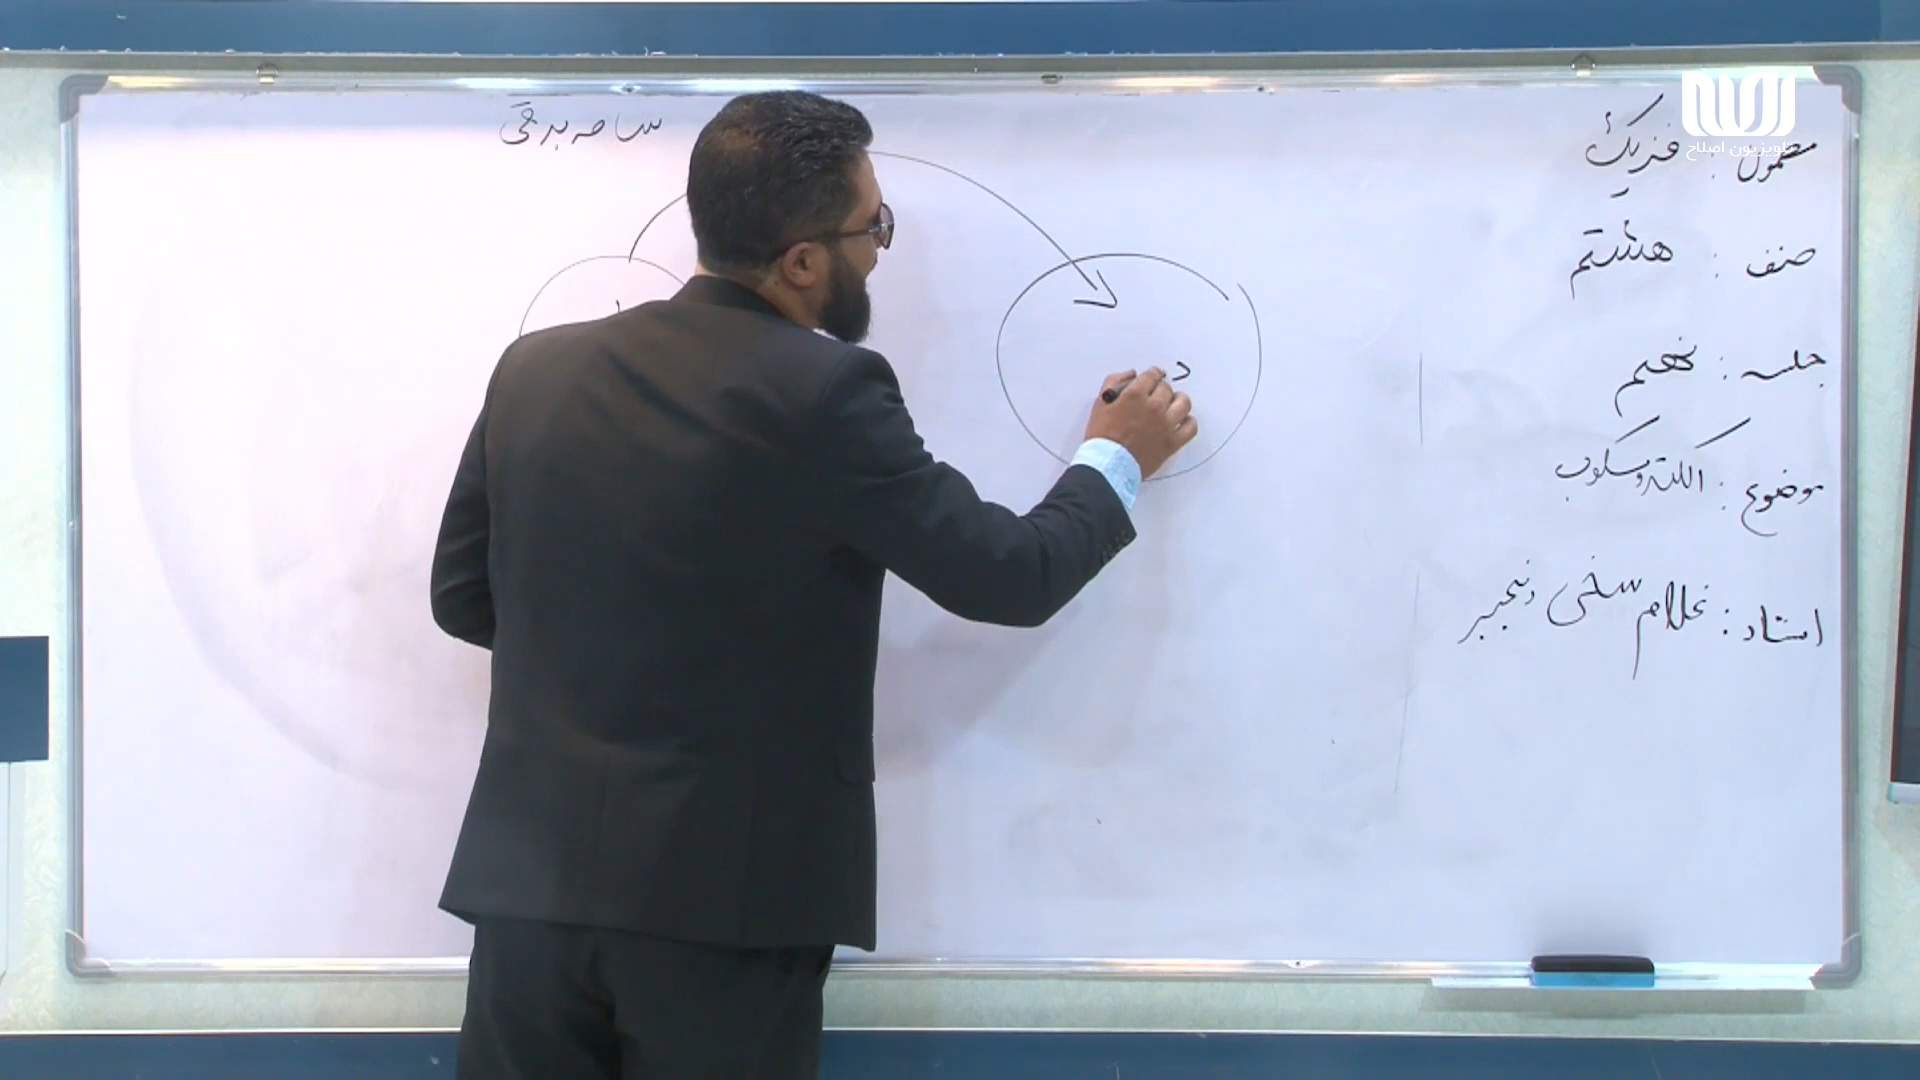 ساحه برقی
مضمون : فزیک
تلویزیون اصلاح
صنف : هشتم
جلسه : نهم
موضوع : الکتروسکوپ
استاد : غلام سخی رنجبر
د